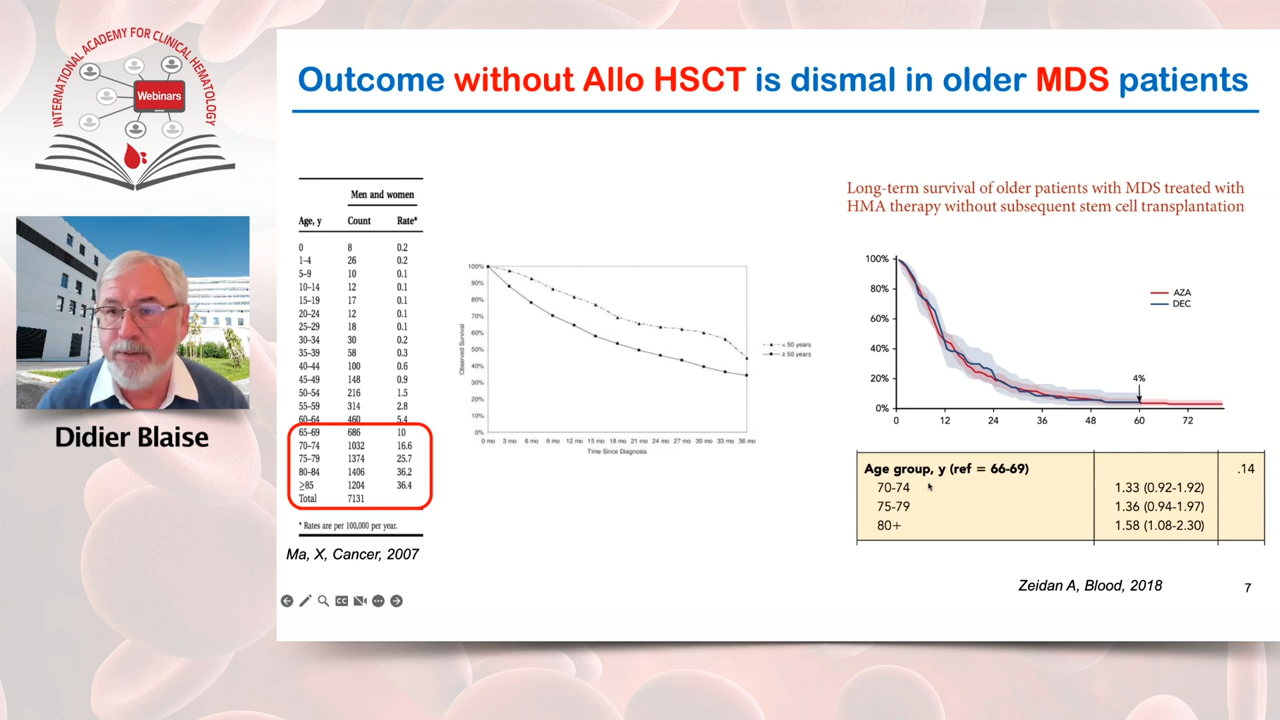 INTERNATIONAL ACADEMY FOR CLINICAL HEMATOLOGY
Webinars
Didier Blaise
Outcome without Allo HSCT is dismal in older MDS patients
Men and women
Age, y Count Rate*
0 8 0.2
1–4 26 0.2
5–9 10 0.1
10–14 12 0.1
15–19 17 0.1
20–24 12 0.1
25–29 18 0.1
30–34 30 0.2
35–39 58 0.3
40–44 100 0.6
45–49 148 0.9
50–54 216 1.5
55–59 314 2.8
60–64 460 5.4
65–69 686 10
70–74 1032 16.6
75–79 1374 25.7
80–84 1406 36.2
≥85 1204 36.4
Total 7131
* Rates are per 100,000 per year.
Ma, X, Cancer, 2007
Observed Survival
100%
90%
80%
70%
60%
50%
40%
30%
20%
10%
0%
0 mo 3 mo 6 mo 9 mo 12 mo 15 mo 18 mo 21 mo 24 mo 27 mo 30 mo 33 mo 36 mo
Time Since Diagnosis
< 50 years
≥ 50 years
Long-term survival of older patients with MDS treated with
HMA therapy without subsequent stem cell transplantation
100%
80%
60%
40%
20%
0%
0 12 24 36 48 60 72
AZA
DEC
4%
Age group, y (ref = 66-69) .14
70-74 1.33 (0.92-1.92)
75-79 1.36 (0.94-1.97)
80+ 1.58 (1.08-2.30)
Zeidan A, Blood, 2018
7
CC